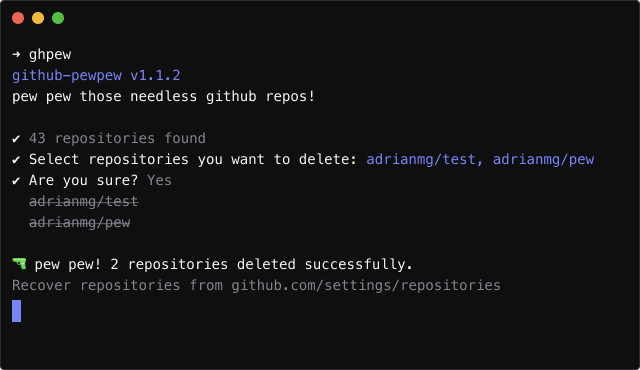 ➜ ghpew
github-pewpew v1.1.2
pew pew those needless github repos!
✔ 43 repositories found
✔ Select repositories you want to delete: adrianmg/test, adrianmg/pew
✔ Are you sure? Yes
adrianmg/test
adrianmg/pew
🔫 pew pew! 2 repositories deleted successfully.
Recover repositories from github.com/settings/repositories